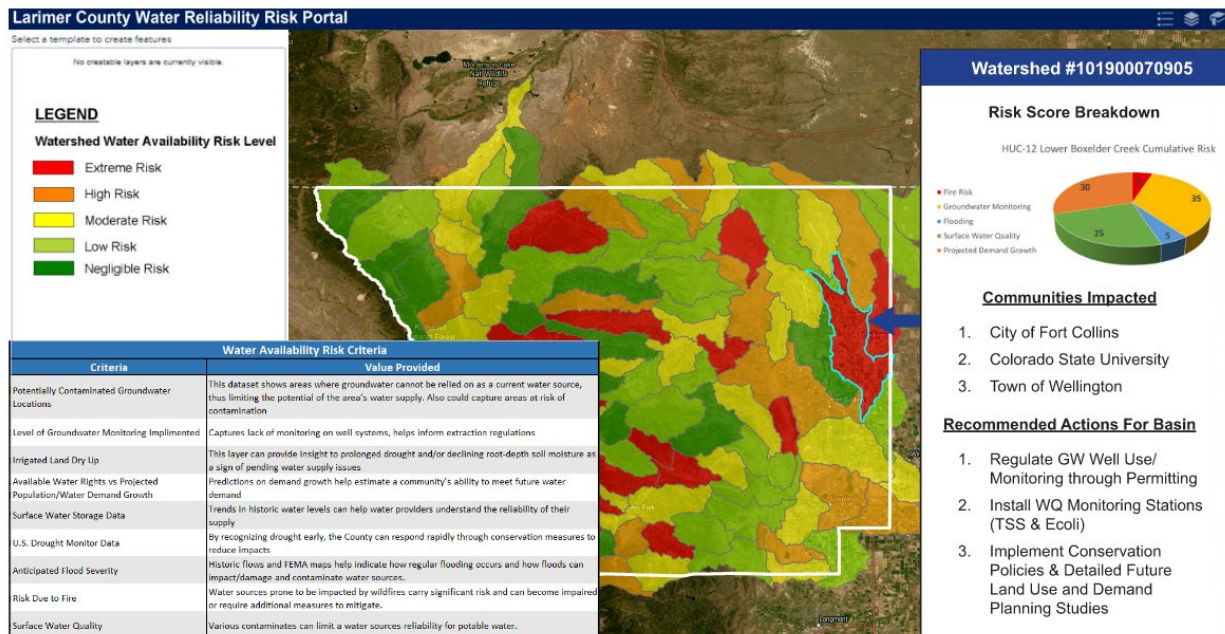 Larimer County Water Reliability Risk Portal
Select a template to create features
No creatable layers are currently visible.
LEGEND
Watershed Water Availability Risk Level
Extreme Risk
High Risk
Moderate Risk
Low Risk
Negligible Risk
Mortenson Lake
Natl Wildlife
Refuge
Longmont
Water Availability Risk Criteria
Criteria Value Provided
Potentially Contaminated Groundwater
Locations
This dataset shows areas where groundwater cannot be relied on as a current water source,
thus limiting the potential of the area's water supply. Also could capture areas at risk of
contamination
Level of Groundwater Monitoring Implimented
Captures lack of monitoring on well systems, helps inform extraction regulations
Irrigated Land Dry Up
This layer can provide insight to prolonged drought and/or declining root-depth soil moisture as
a sign of pending water supply issues
Available Water Rights vs Projected
Population/Water Demand Growth
Predictions on demand growth help estimate a community's ability to meet future water
demand
Surface Water Storage Data
Trends in historic water levels can help water providers understand the reliability of their
supply
U.S. Drought Monitor Data
By recognizing drought early, the County can respond rapidly through conservation measures to
reduce impacts
Anticipated Flood Severity
Historic flows and FEMA maps help indicate how regular flooding occurs and how floods can
impact/damage and contaminate water sources.
Risk Due to Fire
Water sources prone to be impacted by wildfires carry significant risk and can become impaired
or require additional measures to mitigate.
Surface Water Quality
Various contaminates can limit a water sources reliability for potable water.
Watershed #101900070905
Risk Score Breakdown
HUC-12 Lower Boxelder Creek Cumulative Risk
Fire Risk
Groundwater Monitoring
Flooding
Surface Water Quality
Projected Demand Growth
30
35
25
5
Communities Impacted
1. City of Fort Collins
2. Colorado State University
3. Town of Wellington
Recommended Actions For Basin
1. Regulate GW Well Use/
Monitoring through Permitting
2. Install WQ Monitoring Stations
(TSS & Ecoli)
3. Implement Conservation
Policies & Detailed Future
Land Use and Demand
Planning Studies